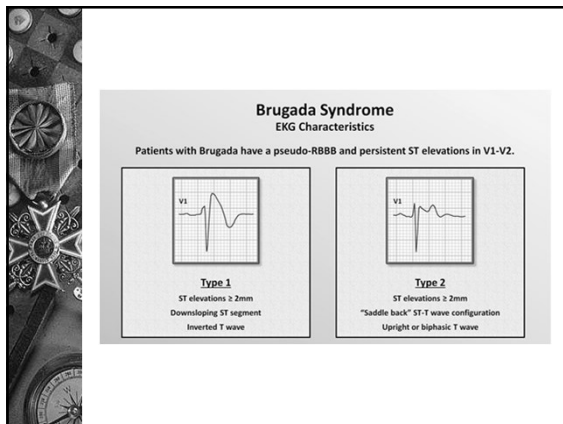 Brugada Syndrome
EKG Characteristics
Patients with Brugada have a pseudo-RBBB and persistent ST elevations in V1-V2.
V1
Type 1
ST elevations ≥ 2mm
Downsloping ST segment
Inverted T wave
V1
Type 2
ST elevations ≥ 2mm
"Saddle back" ST-T wave configuration
Upright or biphasic T wave